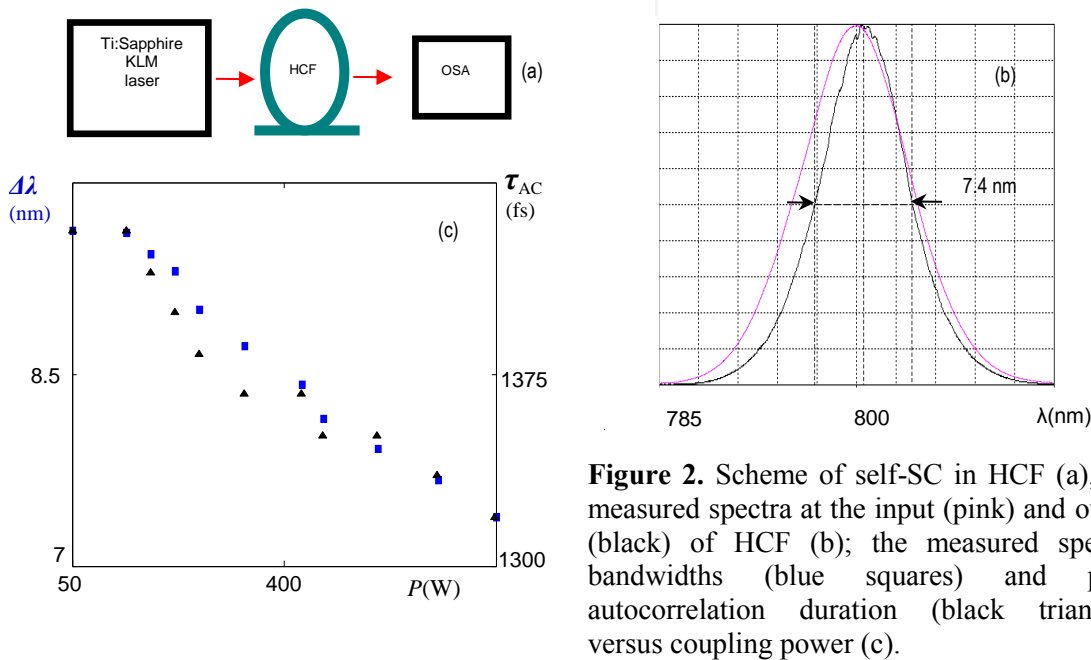 Ti:Sapphire
KLM
laser
HCF
OSA
(a)
(b)
7.4 nm
785
800
λ(nm)
Δλ
(nm)
τAC
(fs)
(c)
8.5
1375
7
1300
50
400
P(W)
Figure 2. Scheme of self-SC in HCF (a),
measured spectra at the input (pink) and
(black) of HCF (b); the measured
bandwidths (blue squares) and
autocorrelation duration (black
versus coupling power (c).